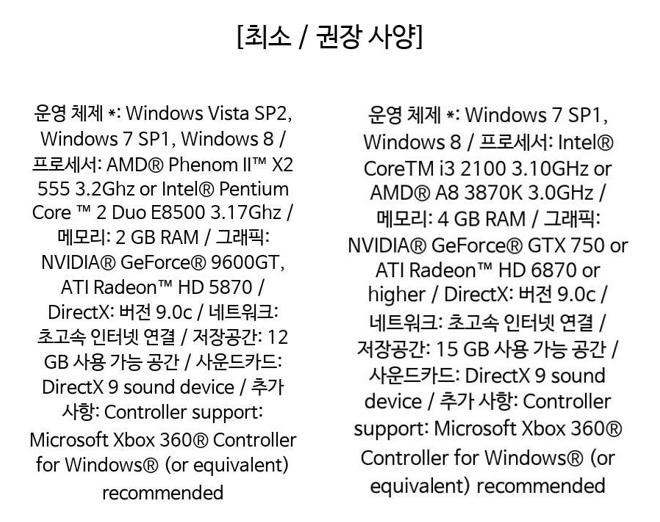 [최소 / 권장 사양]
운영 체제 *: Windows Vista SP2,
Windows 7 SP1, Windows 8 /
프로세서: AMD® Phenom II™ X2
555 3.2Ghz or Intel® Pentium
Core ™ 2 Duo E8500 3.17Ghz /
메모리: 2 GB RAM / 그래픽:
NVIDIA® GeForce® 9600GT,
ATI Radeon™ HD 5870 /
DirectX: 버전 9.0c / 네트워크:
초고속 인터넷 연결 / 저장공간: 12
GB 사용 가능 공간 / 사운드카드:
DirectX 9 sound device / 추가
사항: Controller support:
Microsoft Xbox 360® Controller
for Windows® (or equivalent)
recommended
운영 체제 *: Windows 7 SP1,
Windows 8 / 프로세서: Intel®
CoreTM i3 2100 3.10GHz or
AMD® A8 3870K 3.0GHz /
메모리: 4 GB RAM / 그래픽:
NVIDIA® GeForce® GTX 750 or
ATI Radeon™ HD 6870 or
higher / DirectX: 버전 9.0c /
네트워크: 초고속 인터넷 연결 /
저장공간: 15 GB 사용 가능 공간 /
사운드카드: DirectX 9 sound
device / 추가 사항: Controller
support: Microsoft Xbox 360®
Controller for Windows® (or
equivalent) recommended